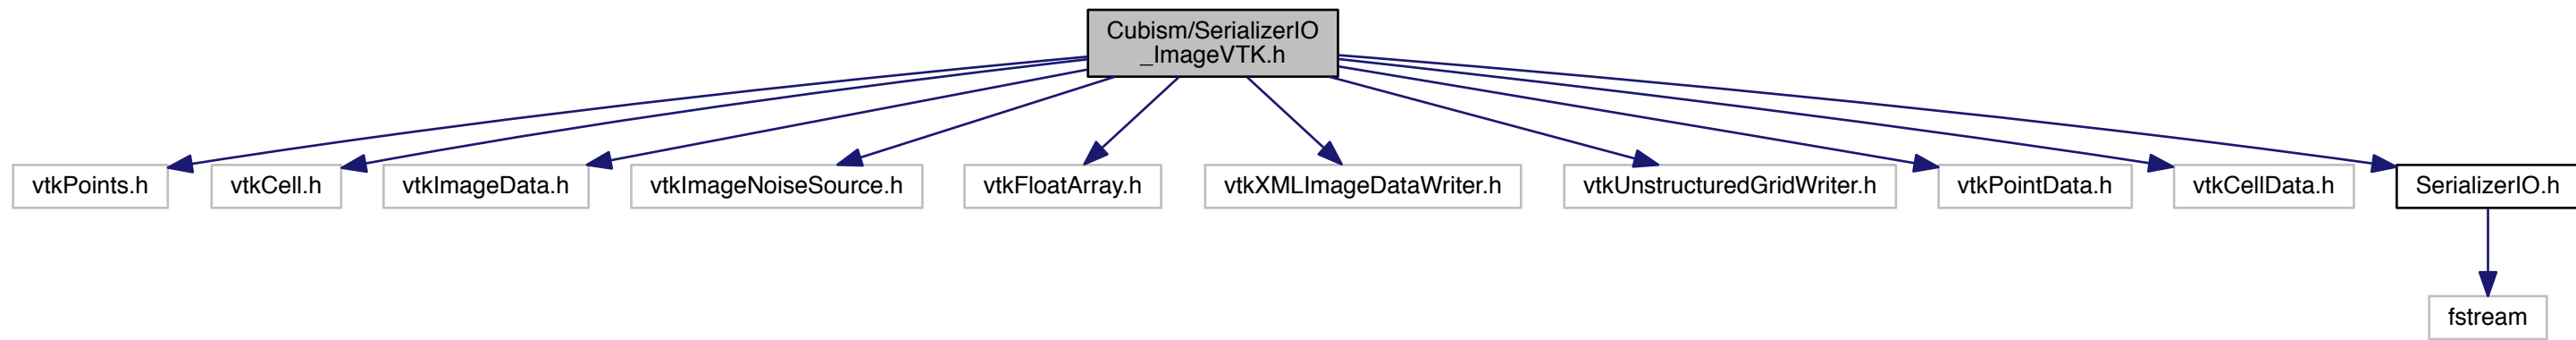 Cubism/SerializerIO
_ImageVTK.h
vtkPoints.h
vtkCell.h
vtkImageData.h
vtkImageNoiseSource.h
vtkFloatArray.h
vtkXMLImageDataWriter.h
vtkUnstructuredGridWriter.h
vtkPointData.h
vtkCellData.h
SerializerIO.h
fstream